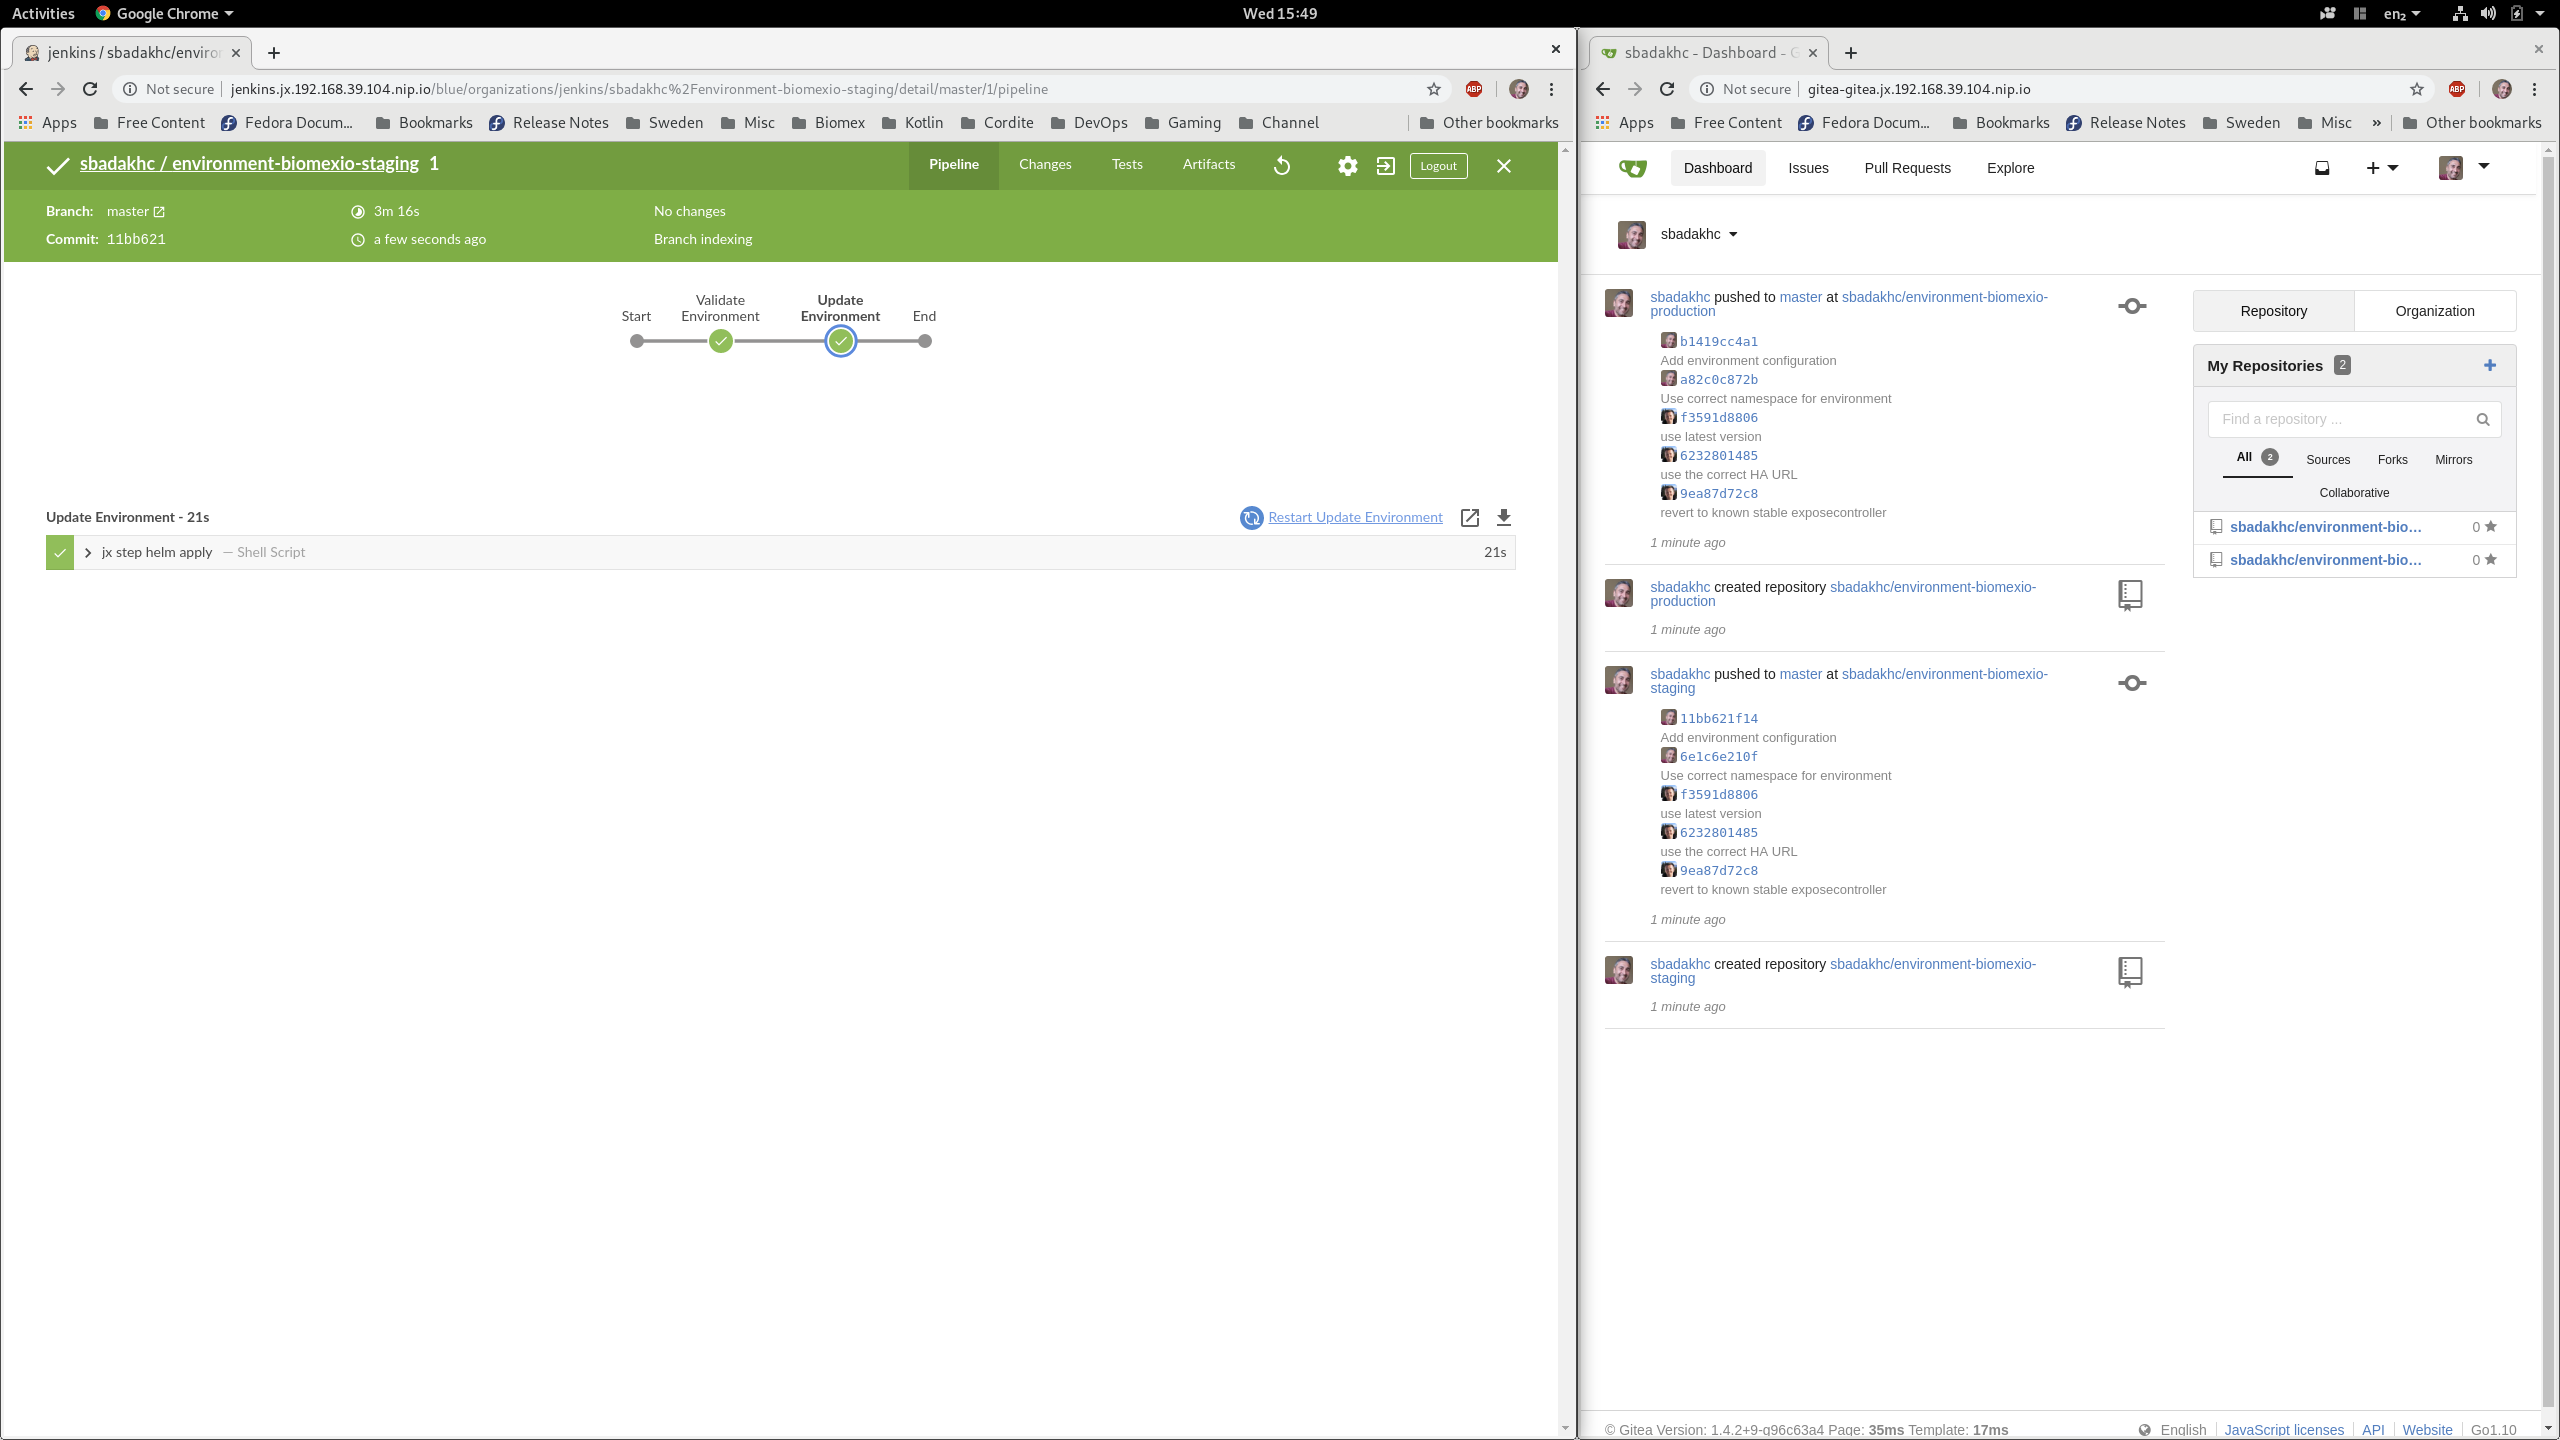 Activities Google Chrome Wed 15:49 en₂
jenkins / sbadakhc/enviro
Not secure jenkins.jx.192.168.39.104.nip.io/blue/organizations/jenkins/sbadakhc%2Fenvironment-biomexio-staging/detail/master/1/pipeline ABP
Apps Free Content Fedora Docum... Bookmarks Release Notes Sweden Misc Biomex Kotlin Cordite DevOps Gaming Channel Other bookmarks
sbadakhc / environment-biomexio-staging 1 Pipeline Changes Tests Artifacts Logout
Branch: master 3m 16s No changes
Commit: 11bb621 a few seconds ago Branch indexing
Start Validate Environment Update Environment End
Update Environment - 21s Restart Update Environment
jx step helm apply — Shell Script 21s
sbadakhc - Dashboard - G
Not secure gitea-gitea.jx.192.168.39.104.nip.io ABP
Apps Free Content Fedora Docum... Bookmarks Release Notes Sweden Misc » Other bookmarks
Dashboard Issues Pull Requests Explore
sbadakhc
sbadakhc pushed to master at sbadakhc/environment-biomexio-
production
b1419cc4a1
Add environment configuration
a82c0c872b
Use correct namespace for environment
f3591d8806
use latest version
6232801485
use the correct HA URL
9ea87d72c8
revert to known stable exposecontroller
1 minute ago
sbadakhc created repository sbadakhc/environment-biomexio-
production
1 minute ago
sbadakhc pushed to master at sbadakhc/environment-biomexio-
staging
11bb621f14
Add environment configuration
6e1c6e210f
Use correct namespace for environment
f3591d8806
use latest version
6232801485
use the correct HA URL
9ea87d72c8
revert to known stable exposecontroller
1 minute ago
sbadakhc created repository sbadakhc/environment-biomexio-
staging
1 minute ago
Repository Organization
My Repositories 2
Find a repository ...
All 2 Sources Forks Mirrors
Collaborative
sbadakhc/environment-bio... 0
sbadakhc/environment-bio... 0
© Gitea Version: 1.4.2+9-g96c63a4 Page: 35ms Template: 17ms English JavaScript licenses API Website Go1.10